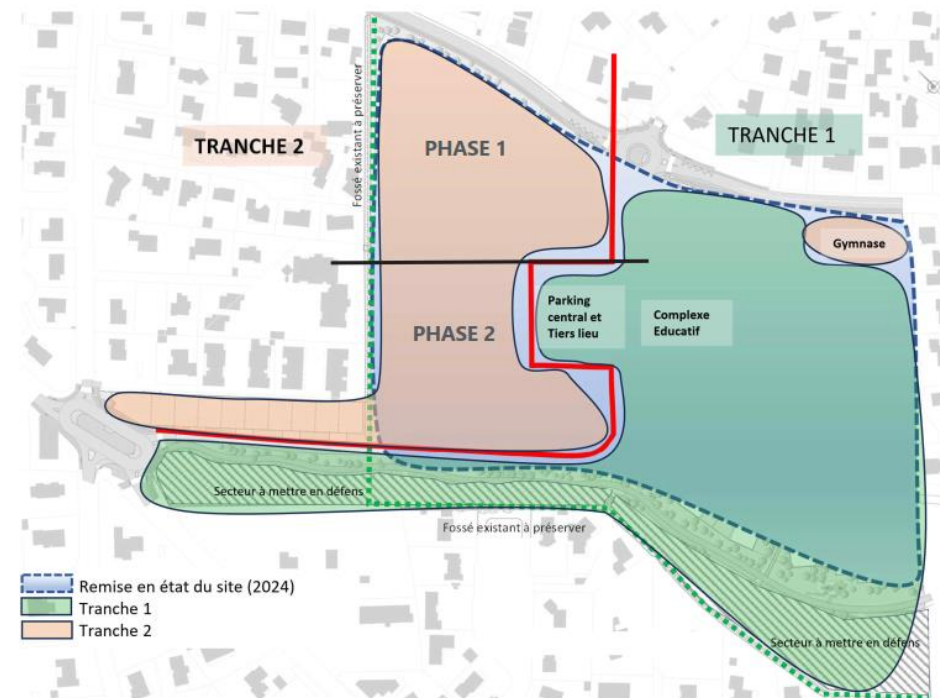 Fossé existant à préserver
TRANCHE 2
TRANCHE 1
PHASE 1
Gymnase
PHASE 2
Parking
central et
Tiers lieu
Complexe
Educatif
Secteur à mettre en défens
Fossé existant à préserver
Secteur à mettre en défens
Remise en état du site (2024)
Tranche 1
Tranche 2